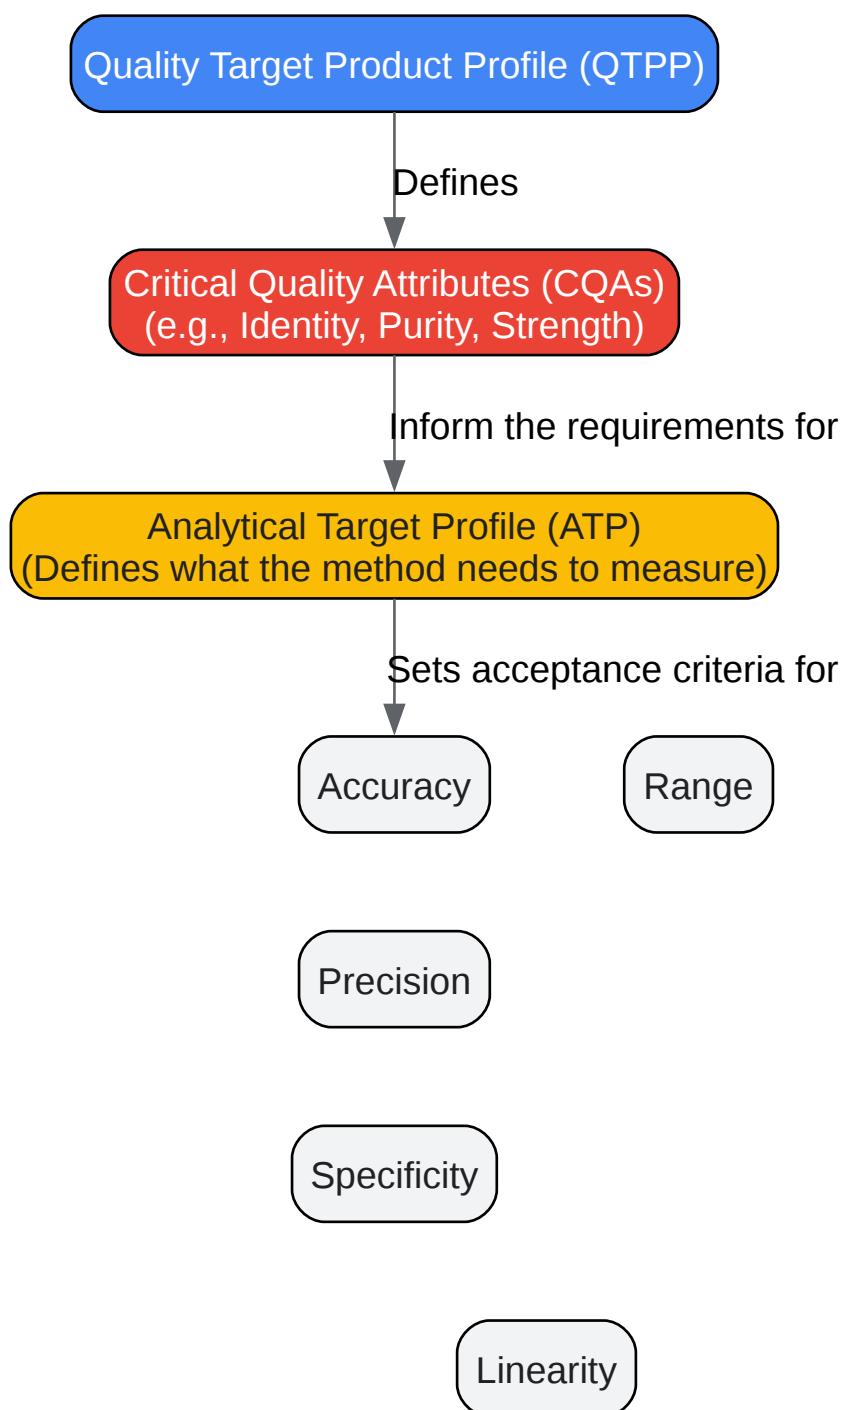 Quality Target Product Profile (QTPP)
Defines
Critical Quality Attributes (CQAs)
(e.g., Identity, Purity, Strength)
Inform the requirements for
Analytical Target Profile (ATP)
(Defines what the method needs to measure)
Sets acceptance criteria for
Accuracy
Range
Precision
Specificity
Linearity